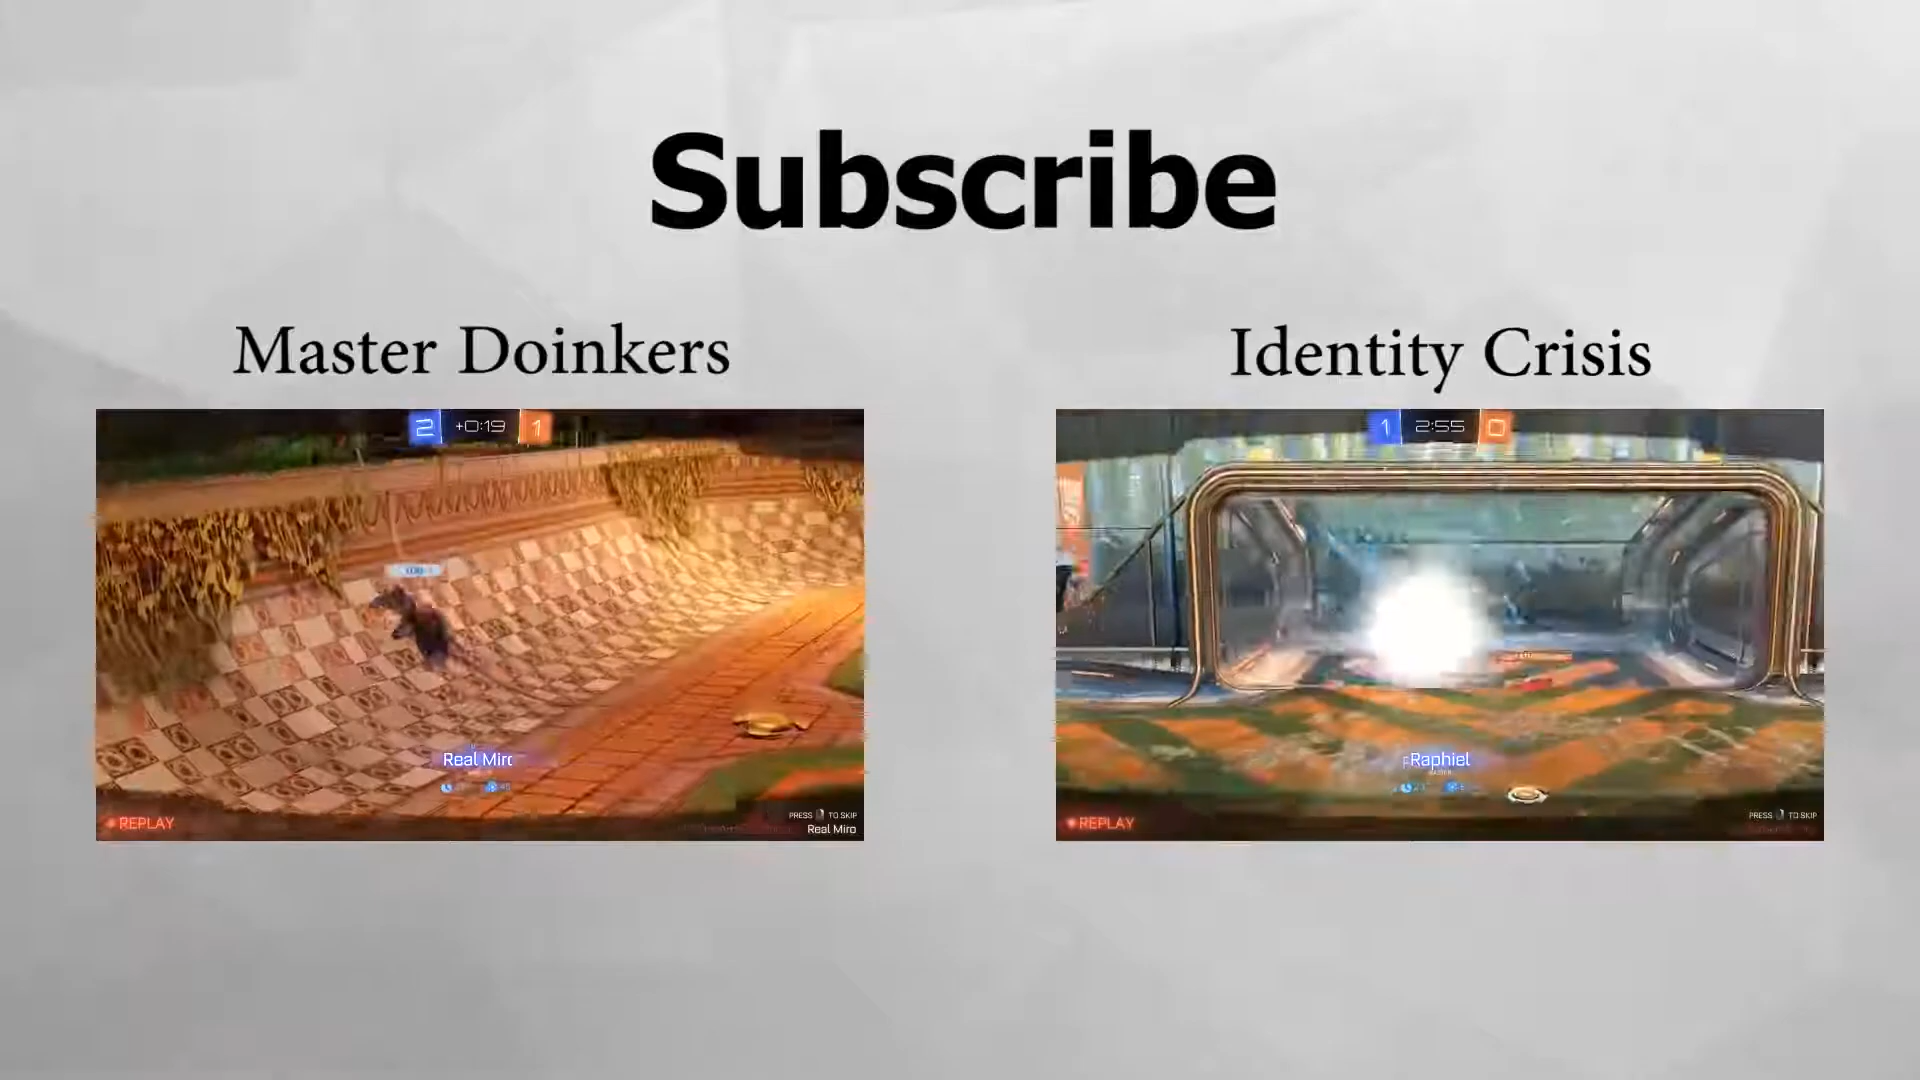 Subscribe
Master Doinkers
Identity Crisis
2 +0:19 1
1 2:55 0
Real Miro
Raphiel
REPLAY
PRESS TO SKIP
Real Miro
REPLAY
PRESS TO SKIP